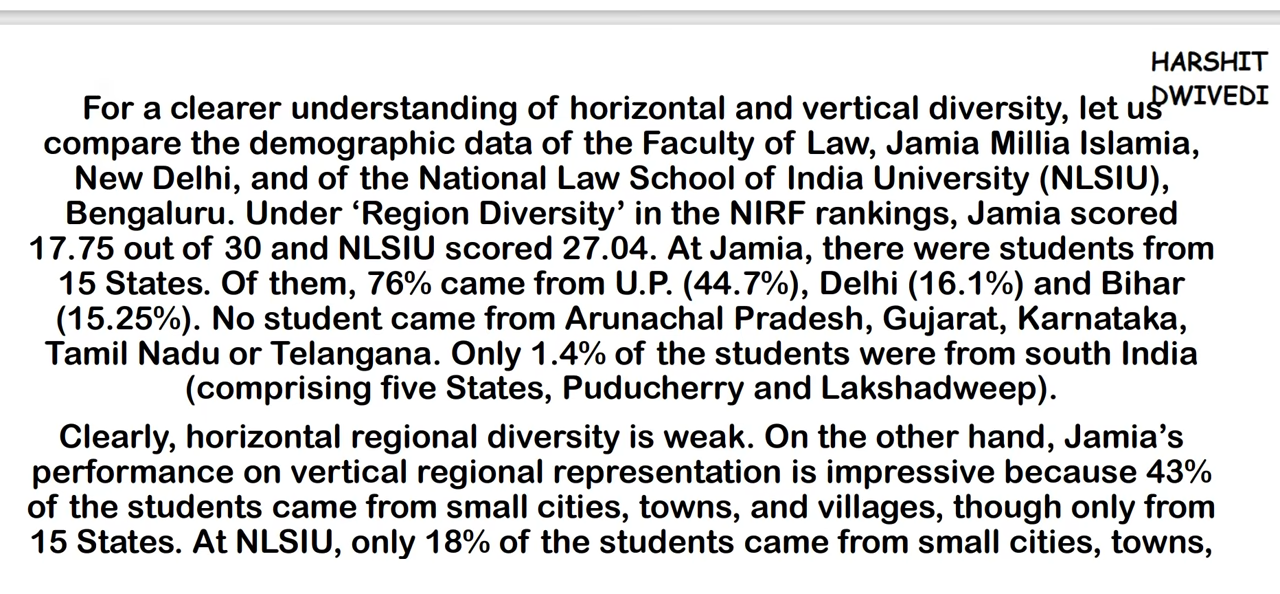 HARSHIT
DWIVEDI
For a clearer understanding of horizontal and vertical diversity, let us
compare the demographic data of the Faculty of Law, Jamia Millia Islamia,
New Delhi, and of the National Law School of India University (NLSIU),
Bengaluru. Under ‘Region Diversity’ in the NIRF rankings, Jamia scored
17.75 out of 30 and NLSIU scored 27.04. At Jamia, there were students from
15 States. Of them, 76% came from U.P. (44.7%), Delhi (16.1%) and Bihar
(15.25%). No student came from Arunachal Pradesh, Gujarat, Karnataka,
Tamil Nadu or Telangana. Only 1.4% of the students were from south India
(comprising five States, Puducherry and Lakshadweep).
Clearly, horizontal regional diversity is weak. On the other hand, Jamia’s
performance on vertical regional representation is impressive because 43%
of the students came from small cities, towns, and villages, though only from
15 States. At NLSIU, only 18% of the students came from small cities, towns,